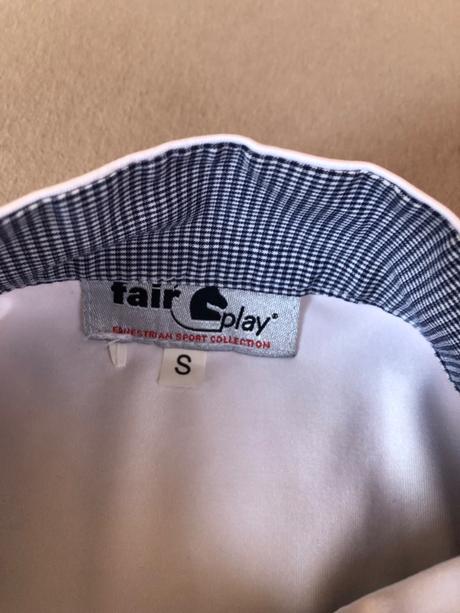 fair
play®
EQUESTRIAN SPORT COLLECTION
S